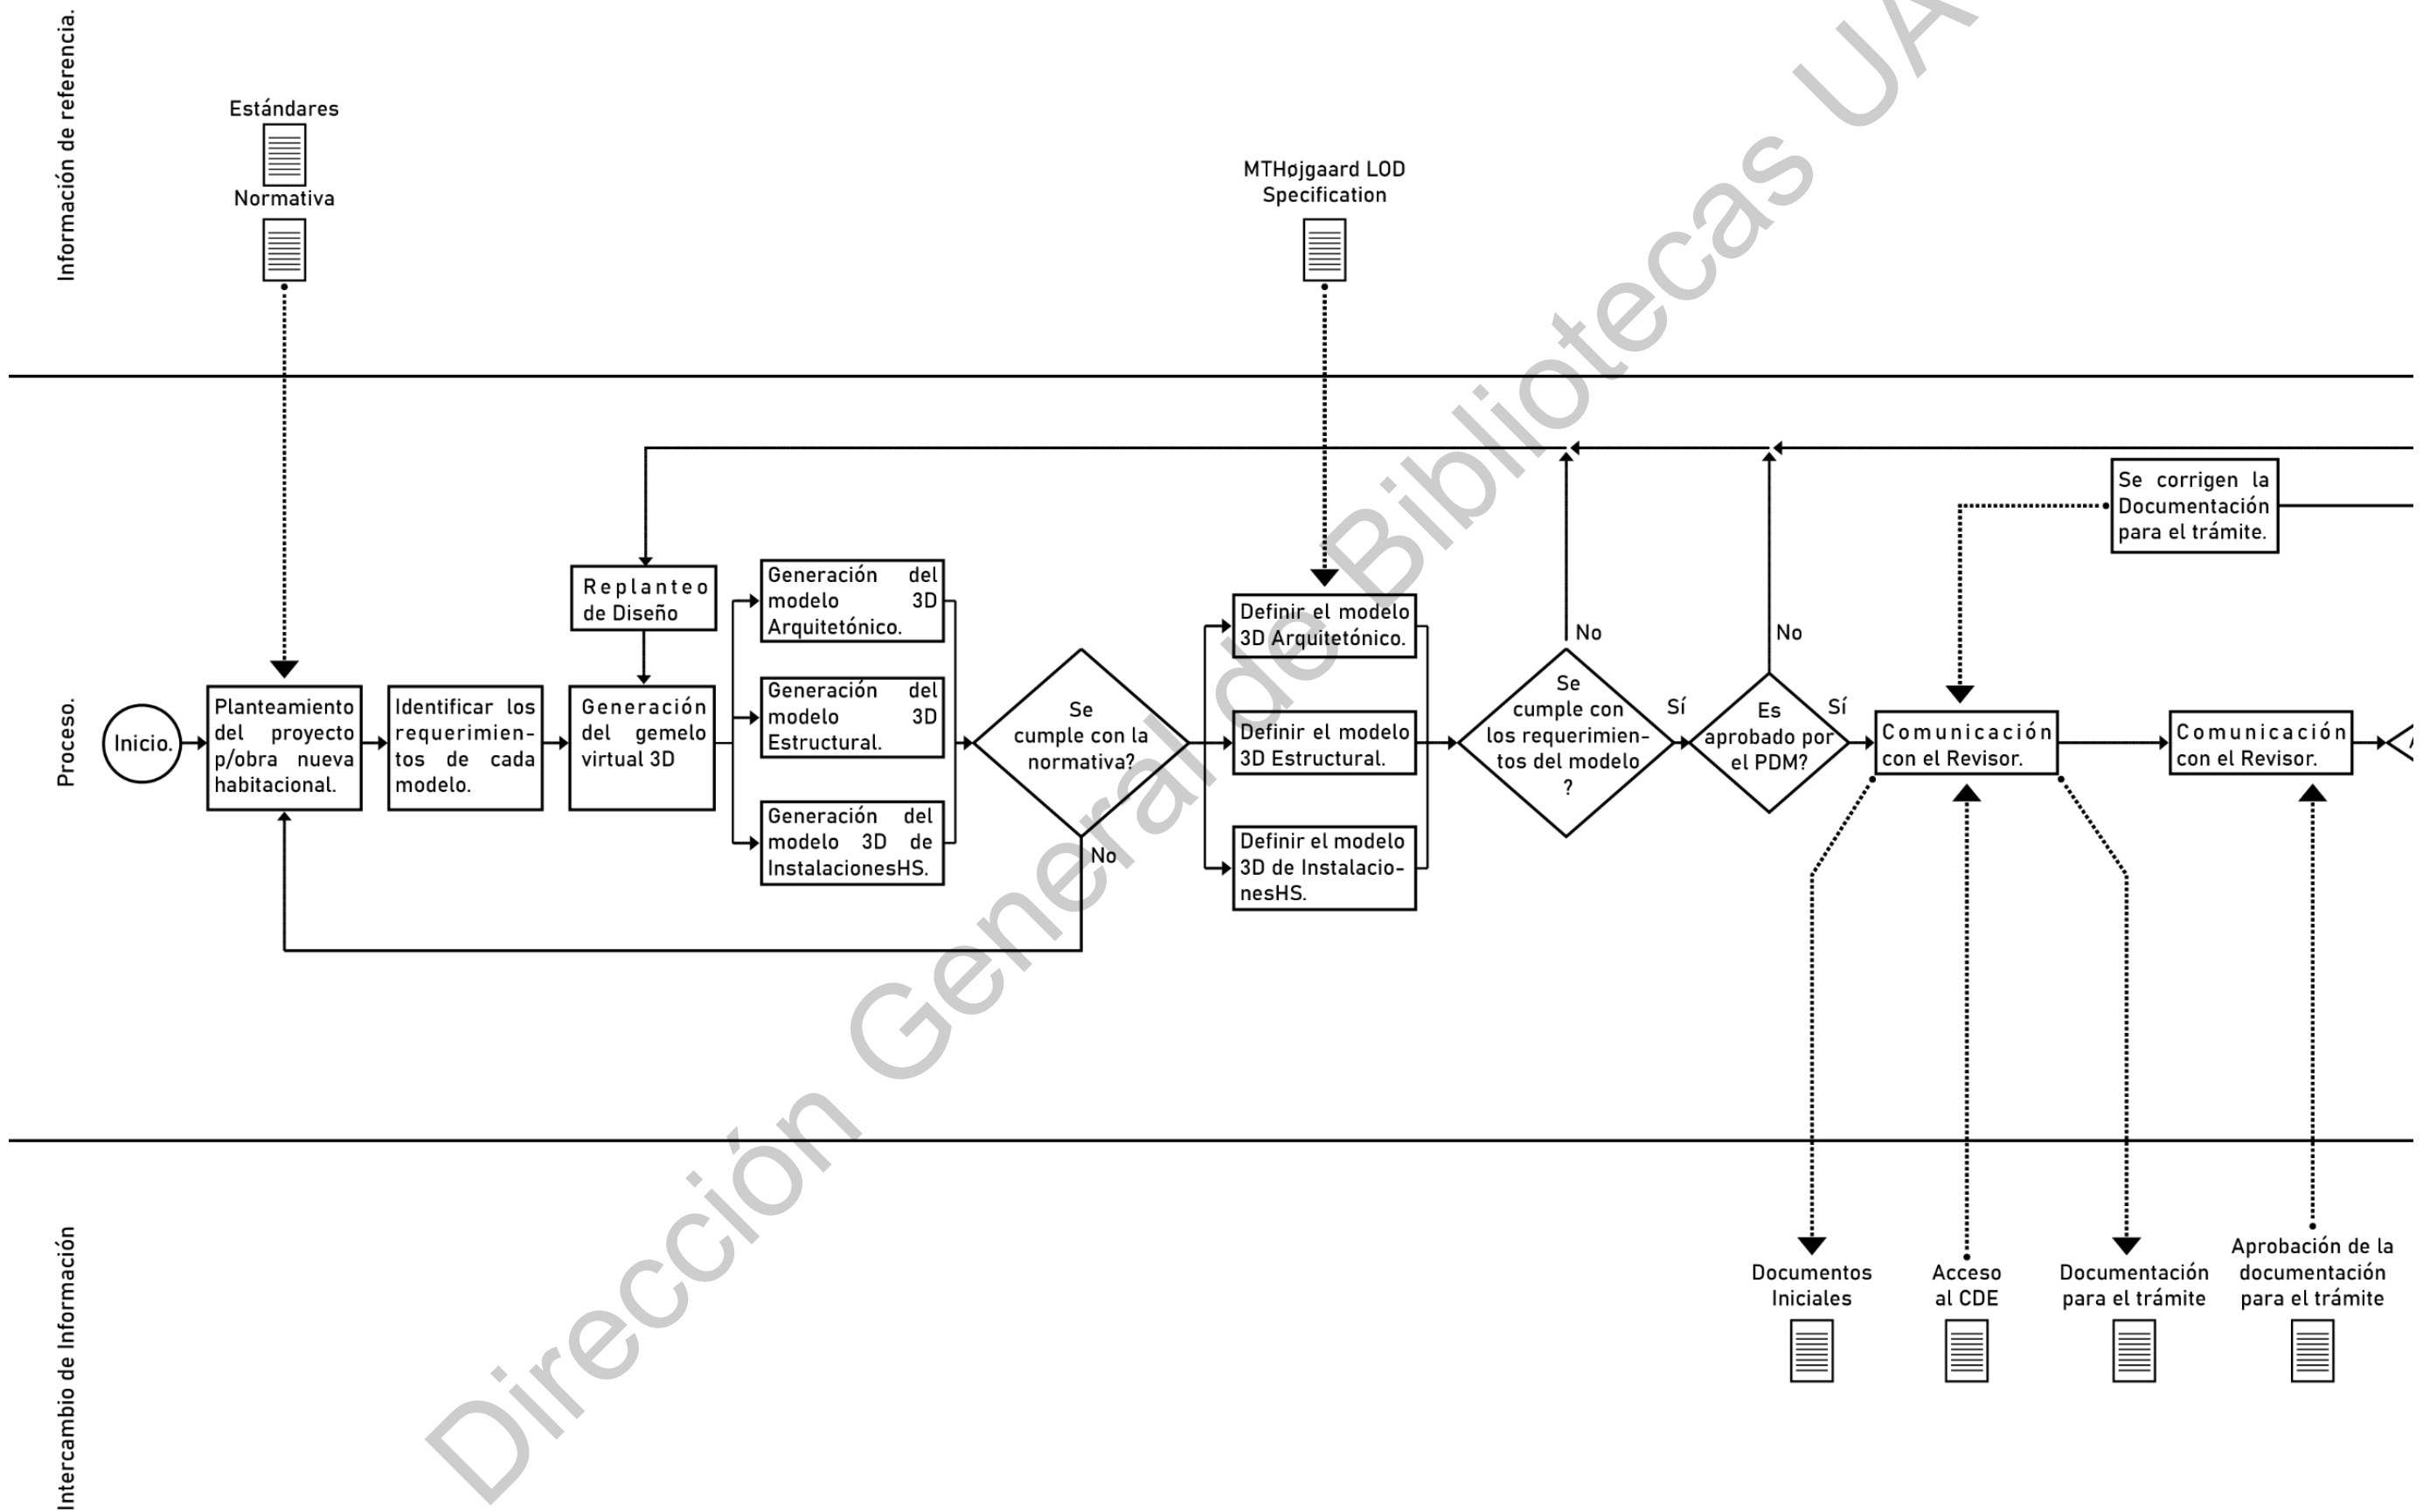 Información de referencia.
Estándares
Normativa
MTHøjgaard LOD
Specification
Proceso.
Inicio.
Planteamiento
del proyecto
p/obra nueva
habitacional.
Identificar los
requerimien-
tos de cada
modelo.
Replanteo
de Diseño
Generación
del gemelo
virtual 3D
Generación del
modelo 3D
Arquitetónico.
Generación del
modelo 3D
Estructural.
Generación del
modelo 3D de
InstalacionesHS.
Se
cumple con la
normativa?
No
Definir el modelo
3D Arquitetónico.
Definir el modelo
3D Estructural.
Definir el modelo
3D de Instalacio-
nesHS.
Se
cumple con
los requerimien-
tos del modelo
?
No
Sí
Es
aprobado por
el PDM?
No
Sí
Se corrigen la
Documentación
para el trámite.
Comunicación
con el Revisor.
Comunicación
con el Revisor.
Intercambio de Información
Documentos
Iniciales
Acceso
al CDE
Documentación
para el trámite
Aprobación de la
documentación
para el trámite
Dirección General de Bibliotecas UA